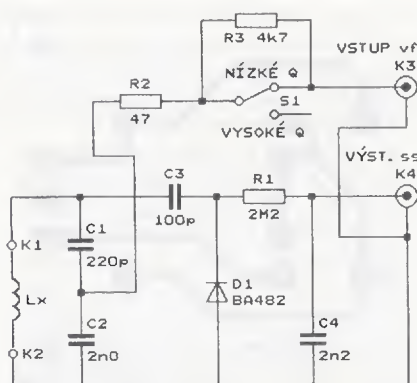 R3 4k7
VSTUP vf
K3
R2
NÍZKÉ Q
47
S1
VYSOKÉ Q
VÝST. ss
K4
C3
R1
100p
2M2
K1
C1
220p
Lx
D1
BA482
C2
C4
K2
2n0
2n2